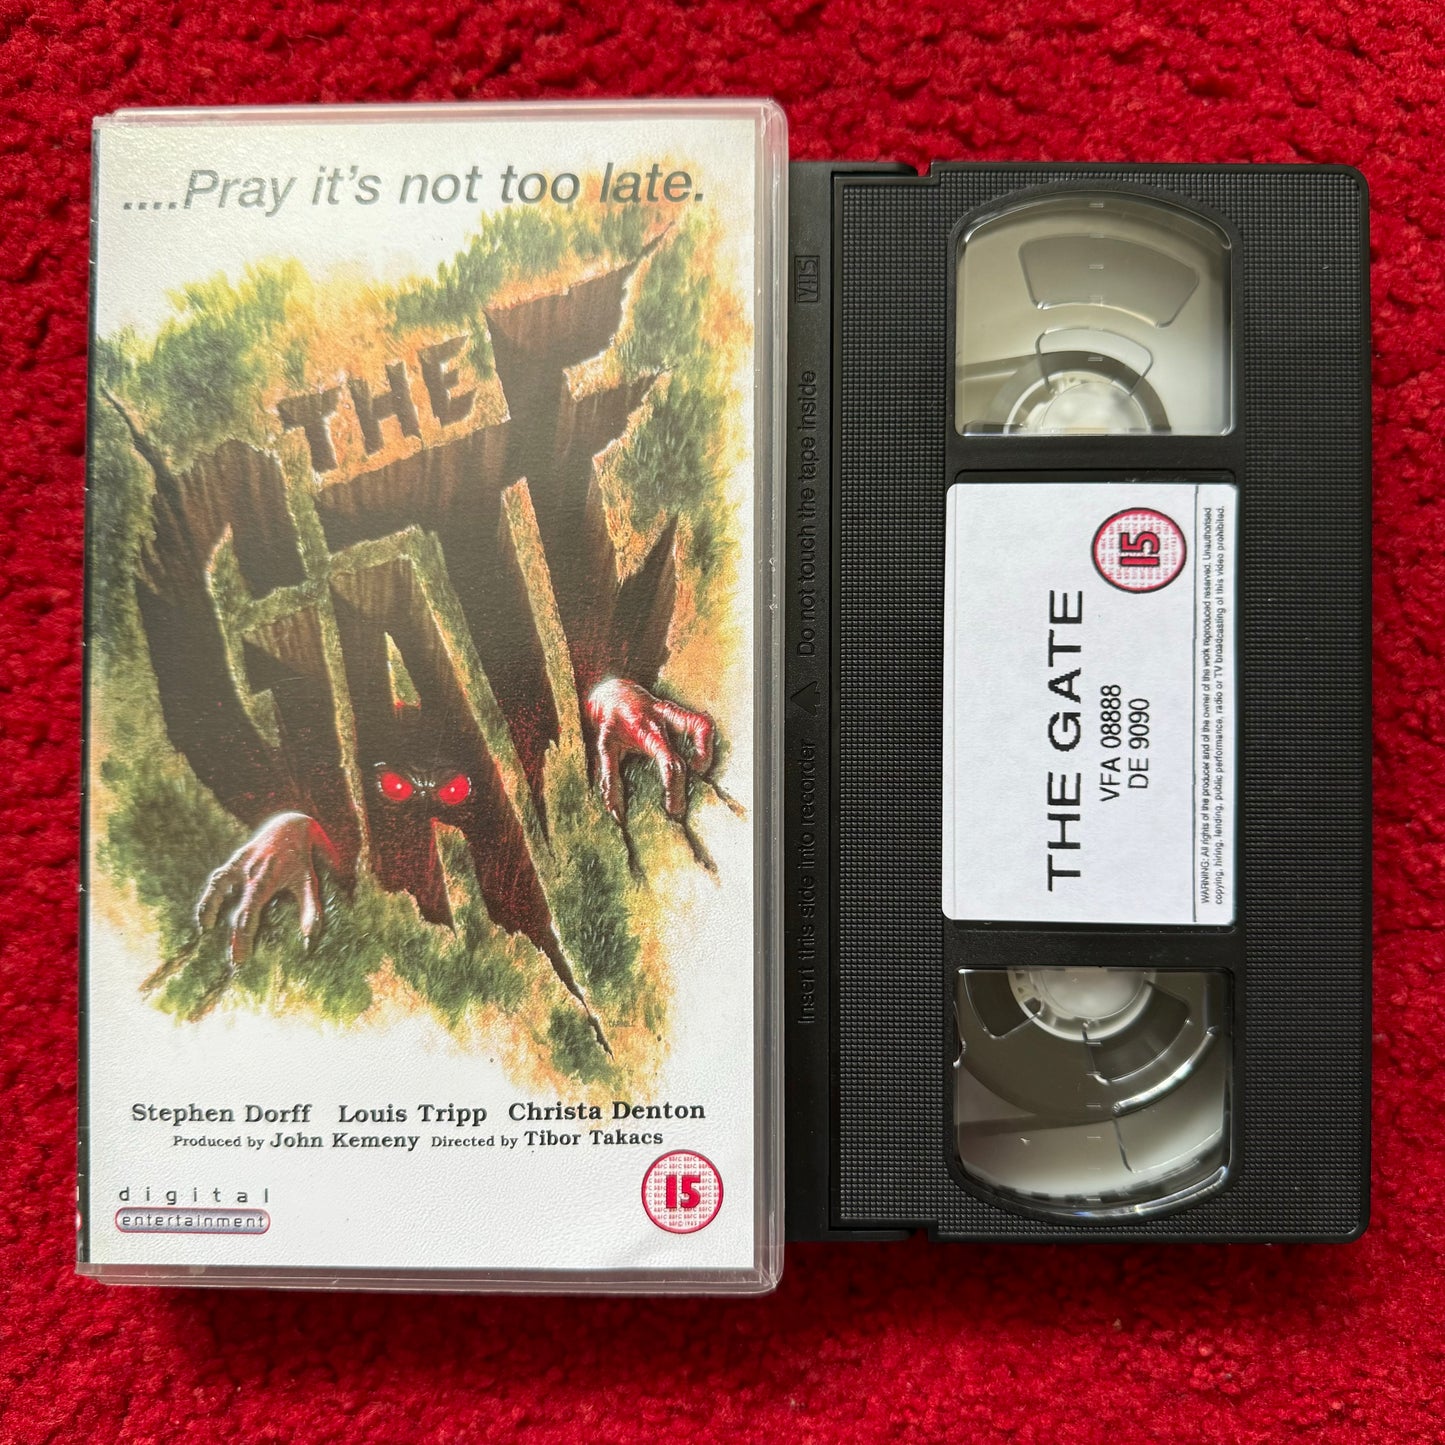 ....Pray it's not too late.
THE
GATE
Stephen Dorff Louis Tripp Christa Denton
Produced by John Kemeny Directed by Tibor Takacs
digital
entertainment
15
VHS
Do not touch the tape inside
Insert this side into recorder
15
THE GATE
VFA 08888
DE 9090
WARNING: All rights of the producer and of the owner of the work reproduced reserved. Unauthorised
copying, hiring, lending, public performance, radio or TV broadcasting of this video prohibited.